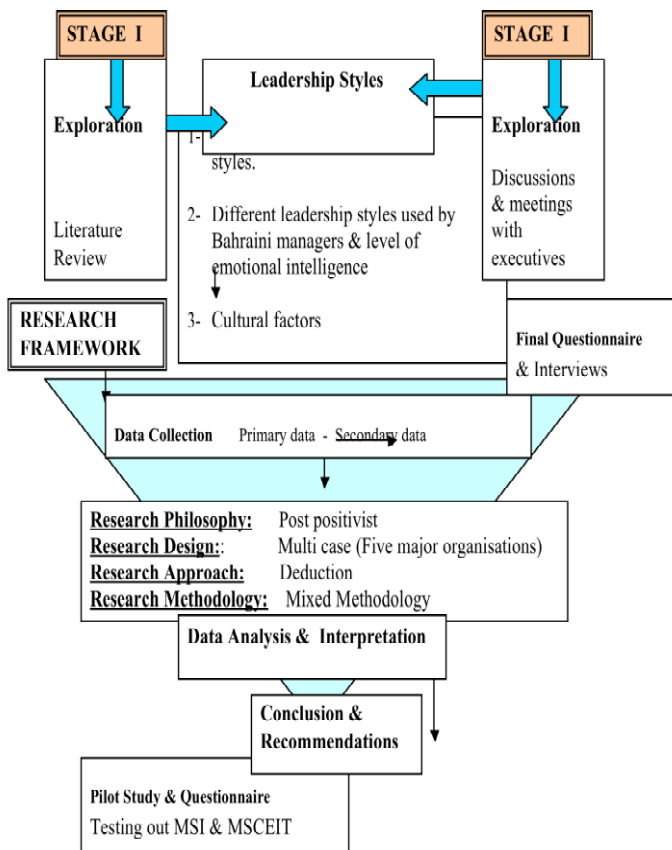 STAGE I
STAGE I
Leadership Styles
Exploration
Literature
Review
Exploration
Discussions
& meetings
with
executives
1-
styles.
2- Different leadership styles used by
Bahraini managers & level of
emotional intelligence
3- Cultural factors
RESEARCH
FRAMEWORK
Final Questionnaire
& Interviews
Data Collection Primary data - Secondary data
Research Philosophy: Post positivist
Research Design:: Multi case (Five major organisations)
Research Approach: Deduction
Research Methodology: Mixed Methodology
Data Analysis & Interpretation
Conclusion &
Recommendations
Pilot Study & Questionnaire
Testing out MSI & MSCEIT